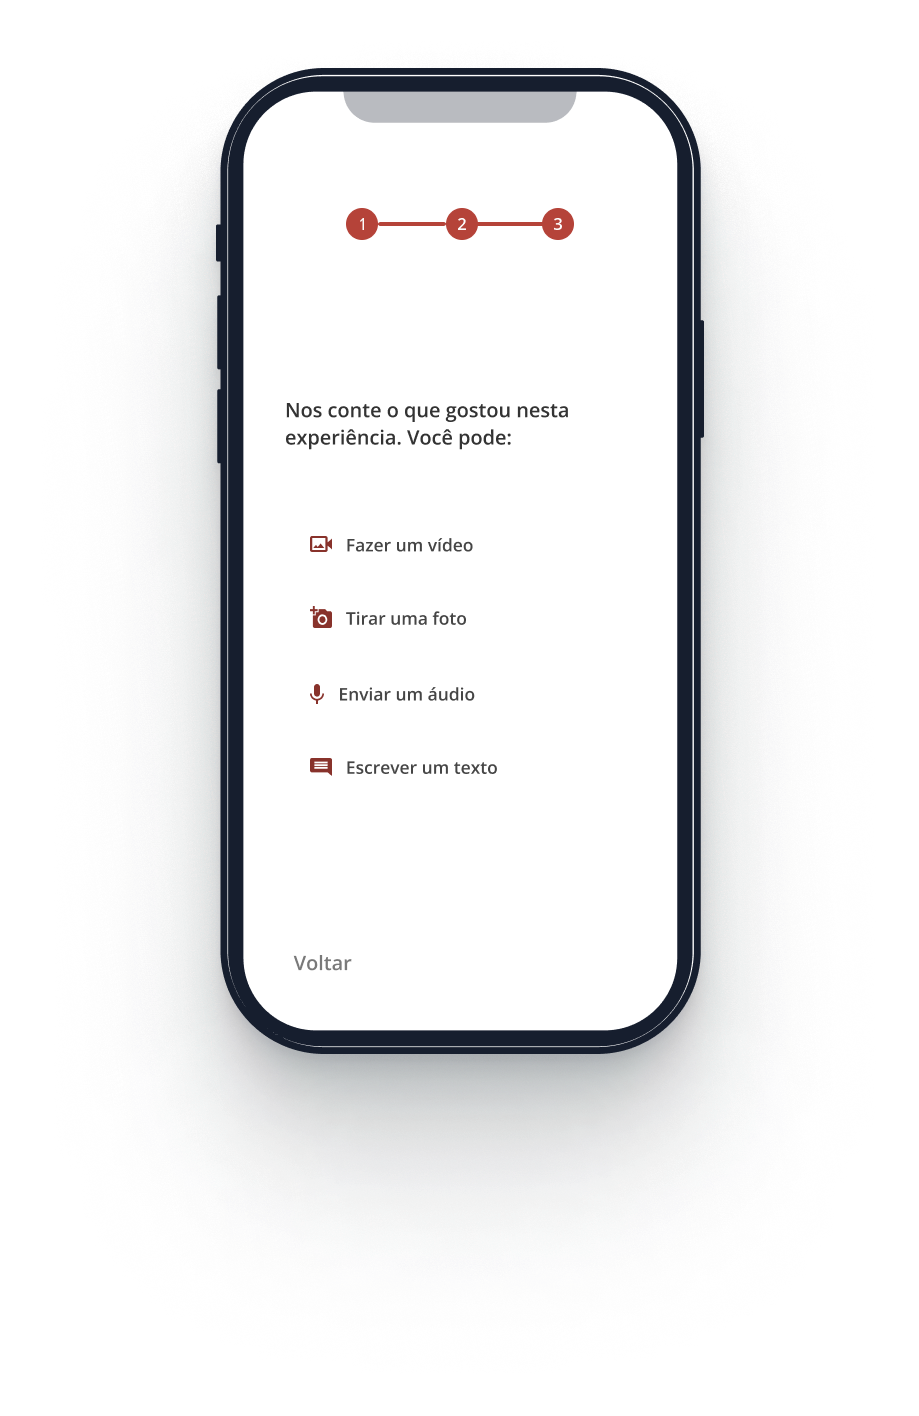 1 2 3
Nos conte o que gostou nesta
experiência. Você pode:
Fazer um vídeo
Tirar uma foto
Enviar um áudio
Escrever um texto
Voltar